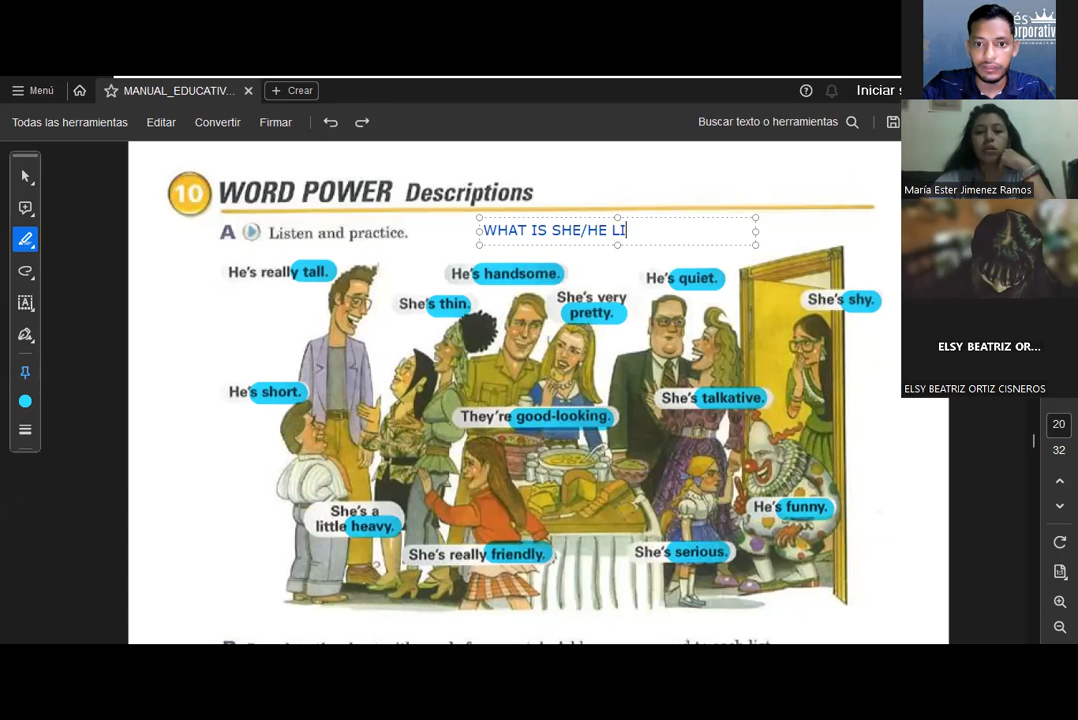 és
Corporativ
Menú
MANUAL_EDUCATIV...
Crear
Iniciar s
Todas las herramientas
Editar
Convertir
Firmar
Buscar texto o herramientas
María Ester Jimenez Ramos
10 WORD POWER Descriptions
WHAT IS SHE/HE LI
A Listen and practice.
He's really tall.
He's handsome.
He's quiet.
She's thin.
She's very
pretty.
She's shy.
ELSY BEATRIZ OR...
ELSY BEATRIZ ORTIZ CISNEROS
He's short.
She's talkative.
They're good-looking.
20
32
She's a
little heavy.
He's funny.
She's really friendly.
She's serious.